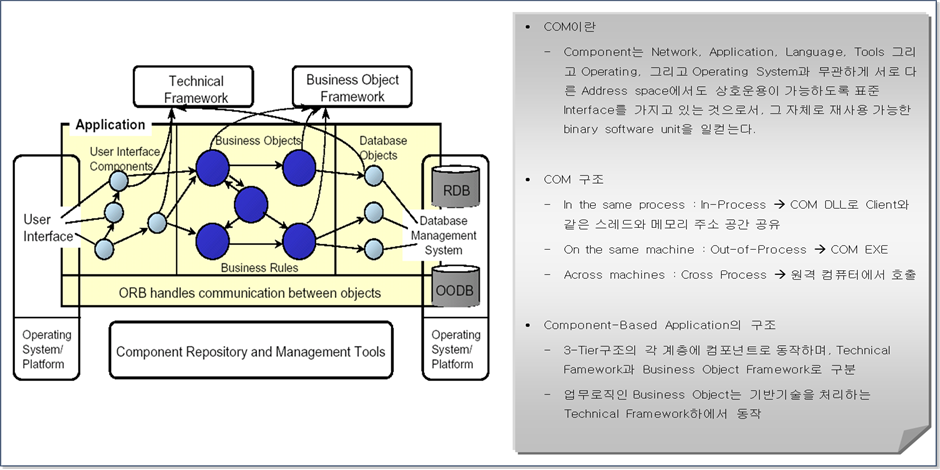 Technical
Framework
Business Object
Framework
Application
User Interface
Components
Business Objects
Database
Objects
User
Interface
RDB
Database
Management
System
Business Rules
ORB handles communication between objects
OODB
Operating
System/
Platform
Component Repository and Management Tools
Operating
System/
Platform
• COM이란
– Component는 Network, Application, Language, Tools 그리
고 Operating, 그리고 Operating System과 무관하게 서로 다
른 Address space에서도 상호운용이 가능하도록 표준
Interface를 가지고 있는 것으로서, 그 자체로 재사용 가능한
binary software unit을 일컫는다.
• COM 구조
– In the same process : In-Process → COM DLL로 Client와
같은 스레드와 메모리 주소 공간 공유
– On the same machine : Out-of-Process → COM EXE
– Across machines : Cross Process → 원격 컴퓨터에서 호출
• Component-Based Application의 구조
– 3-Tier구조의 각 계층에 컴포넌트로 동작하며, Technical
Famework과 Business Object Framework로 구분
– 업무로직인 Business Object는 기반기술을 처리하는
Technical Framework하에서 동작